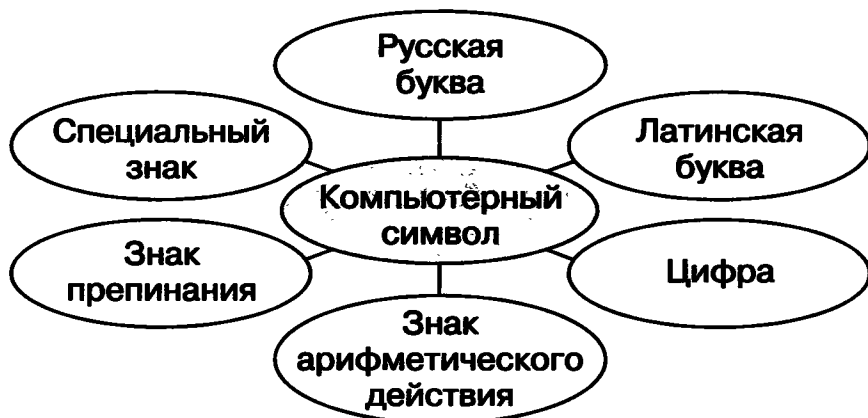 Русская
буква
Специальный
знак
Латинская
буква
Компьютерный
символ
Знак
препинания
Цифра
Знак
арифметического
действия